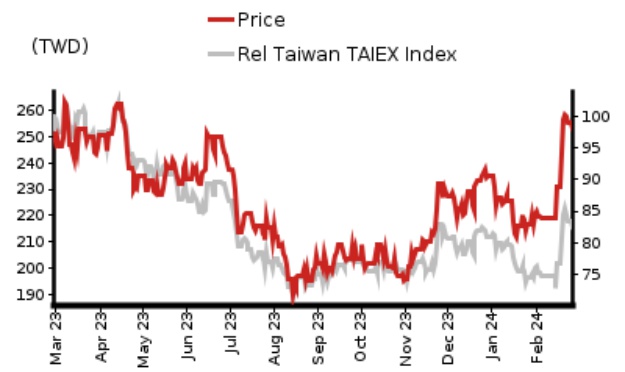 Price
(TWD)
Rel Taiwan TAIEX Index
260
250
240
230
220
210
200
190
100
95
90
85
80
75
Mar 23
Apr 23
May 23
Jun 23
Jul 23
Aug 23
Sep 23
Oct 23
Nov 23
Dec 23
Jan 24
Feb 24